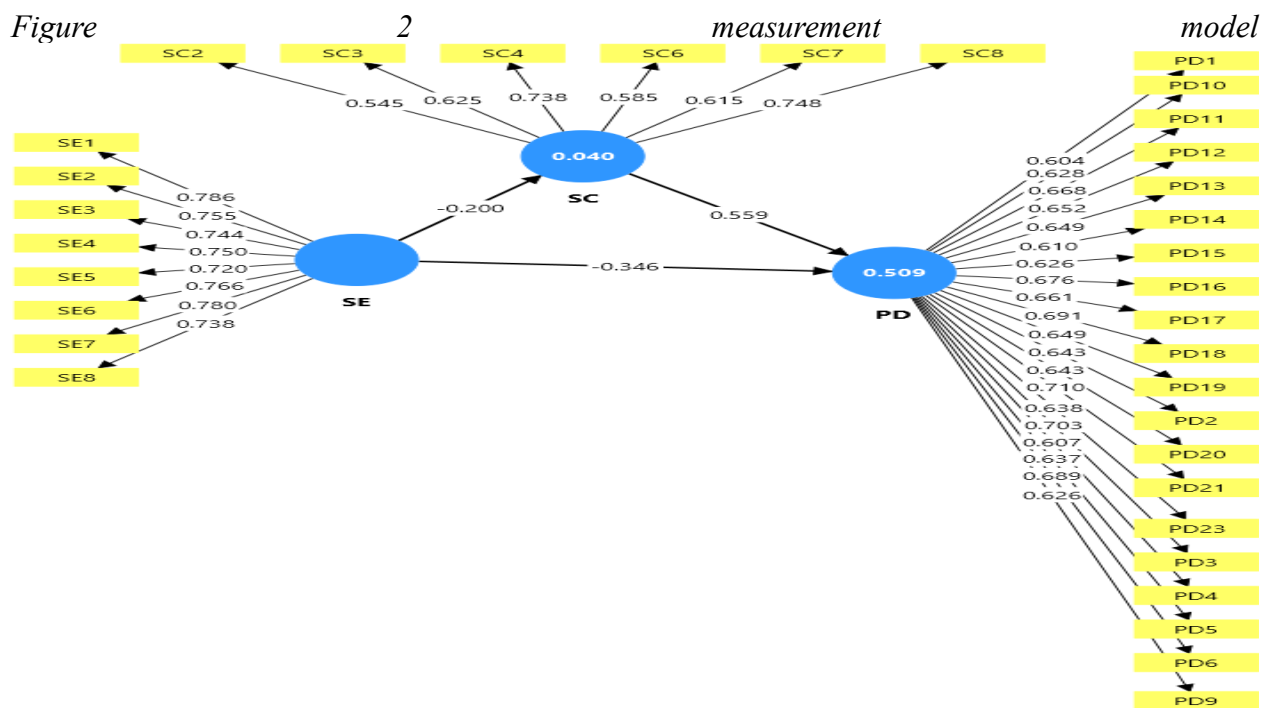 Figure 2 measurement model
SC2 SC3 SC4 SC6 SC7 SC8
0.545 0.625 0.738 0.585 0.615 0.748
SE1
SE2
SE3
SE4
SE5
SE6
SE7
SE8
0.786
0.755
0.744
0.750
0.720
0.766
0.780
0.738
SE
-0.200
0.040
SC
0.559
-0.346
0.509
PD
0.604
0.628
0.668
0.652
0.649
0.610
0.626
0.676
0.661
0.691
0.649
0.643
0.643
0.710
0.638
0.703
0.607
0.637
0.689
0.626
PD1
PD10
PD11
PD12
PD13
PD14
PD15
PD16
PD17
PD18
PD19
PD2
PD20
PD21
PD23
PD3
PD4
PD5
PD6
PD9